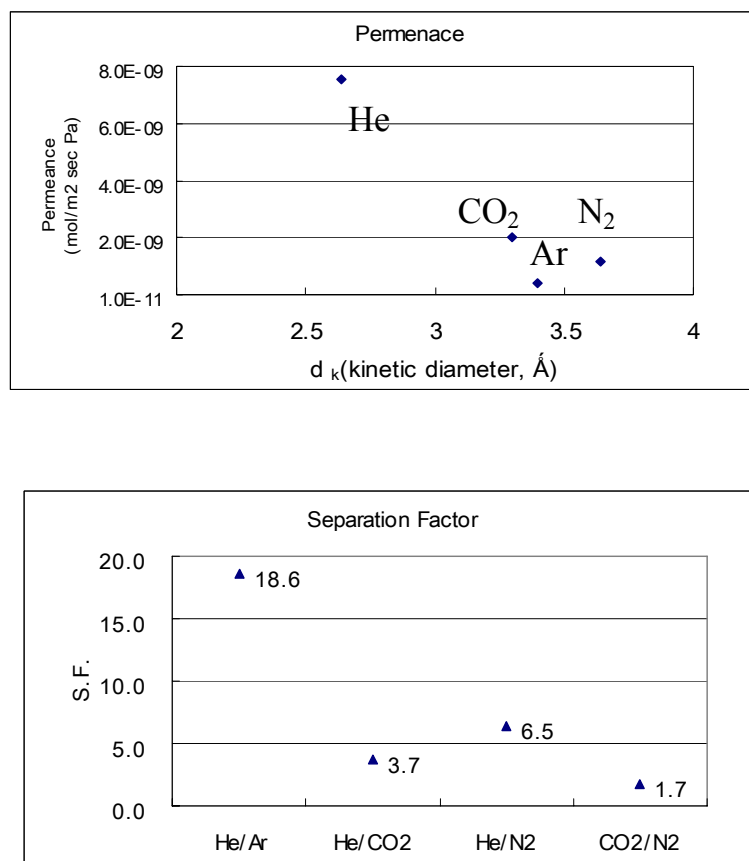 Permenace
8.0E-09
6.0E-09
4.0E-09
2.0E-09
1.0E-11
Permeance
(mol/m2 sec Pa)
He
CO₂
Ar
N₂
2 2.5 3 3.5 4
d k(kinetic diameter, Ǻ)
Separation Factor
20.0
15.0
10.0
5.0
0.0
S.F.
18.6
3.7
6.5
1.7
He/Ar He/CO2 He/N2 CO2/N2